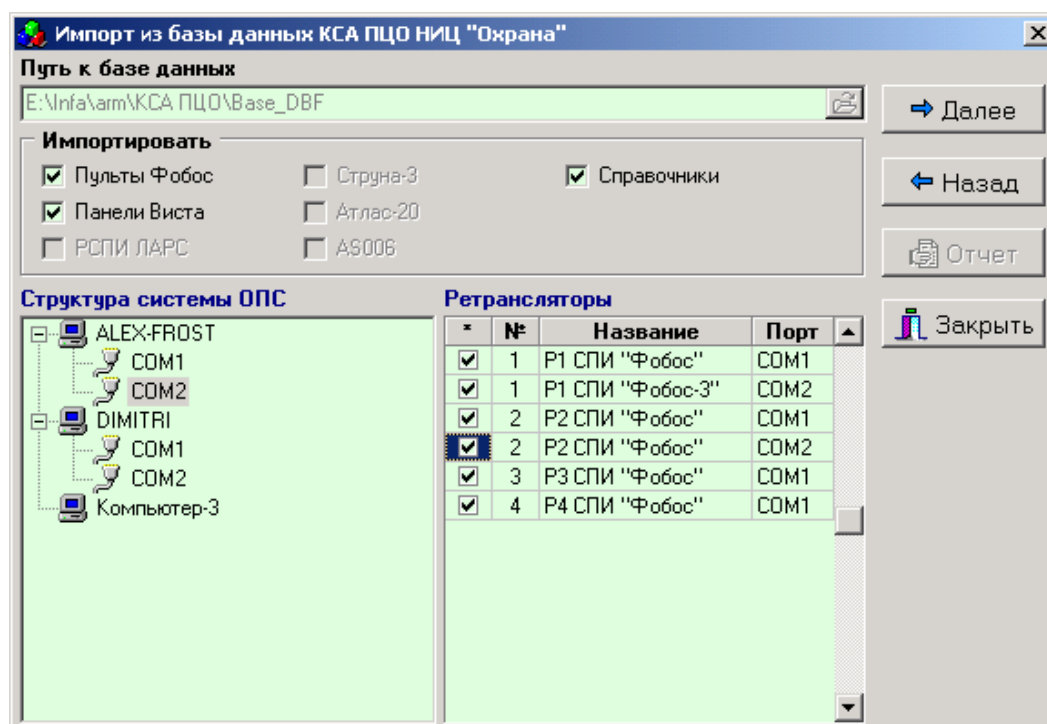 Импорт из базы данных КСА ПЦО НИЦ "Охрана"
Путь к базе данных
E:\Infa\arm\КСА ПЦО\Base_DBF
Далее
Импортировать
Пульты Фобос Струна-3 Справочники
Назад
Панели Виста Атлас-20
РСПИ ЛАРС AS006
Отчет
Структура системы ОПС
Ретрансляторы
Закрыть
ALEX-FROST
COM1
COM2
DIMITRI
COM1
COM2
Компьютер-3
* № Название Порт
1 Р1 СПИ "Фобос" COM1
1 Р1 СПИ "Фобос-3" COM2
2 Р2 СПИ "Фобос" COM1
2 Р2 СПИ "Фобос" COM2
3 Р3 СПИ "Фобос" COM1
4 Р4 СПИ "Фобос" COM1